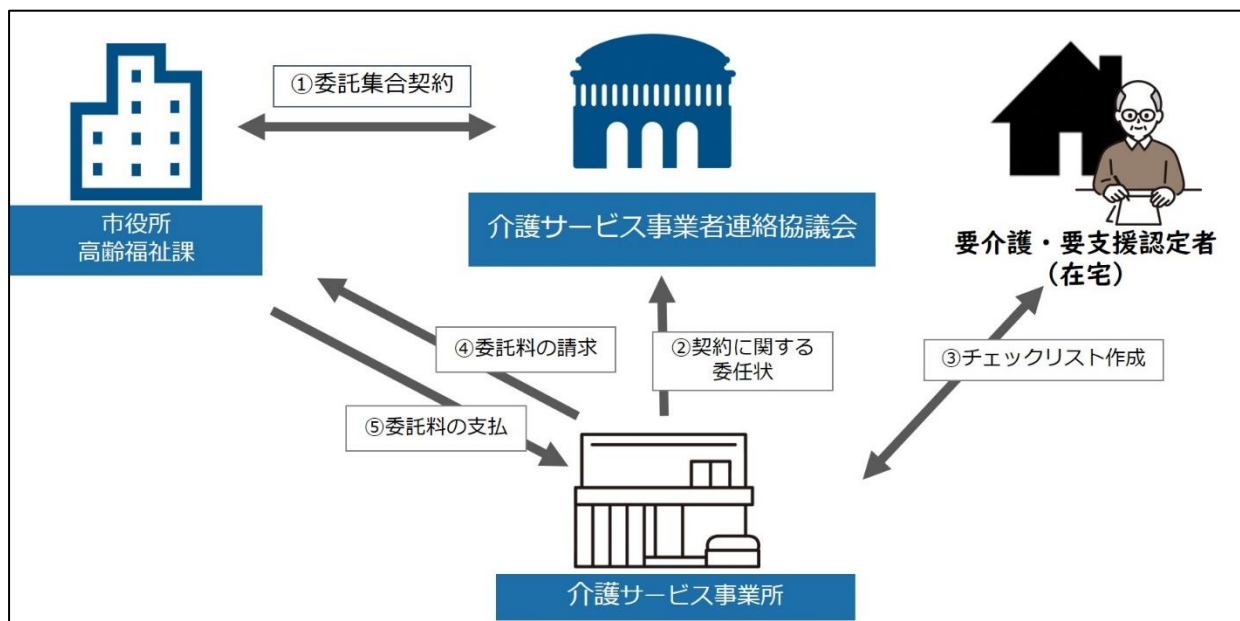 ①委託集合契約
市役所
高齢福祉課
介護サービス事業者連絡協議会
要介護・要支援認定者
（在宅）
④委託料の請求
②契約に関する
委任状
③チェックリスト作成
⑤委託料の支払
介護サービス事業所